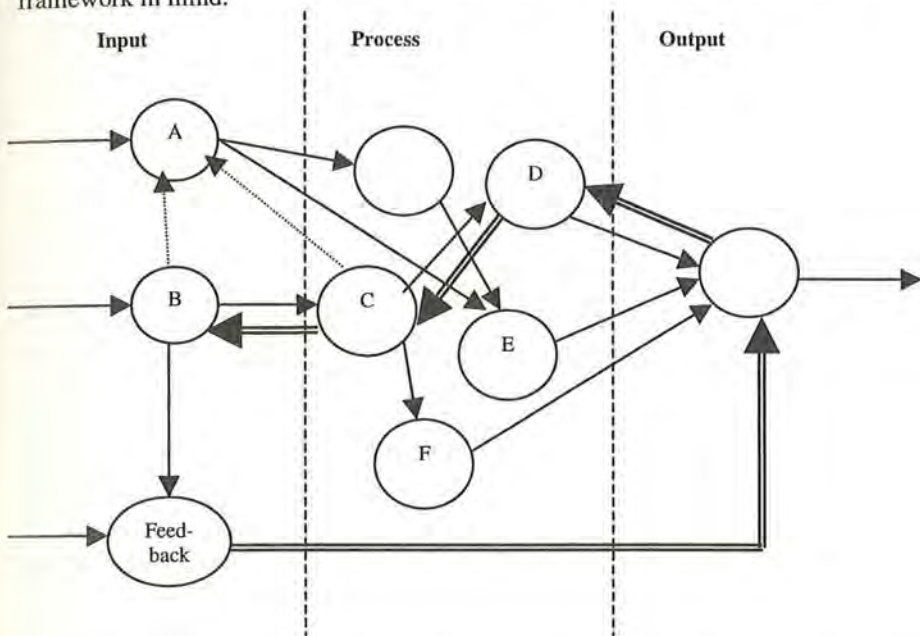 framework in mind.
Input Process Output
A
D
B
C
E
F
Feed-
back